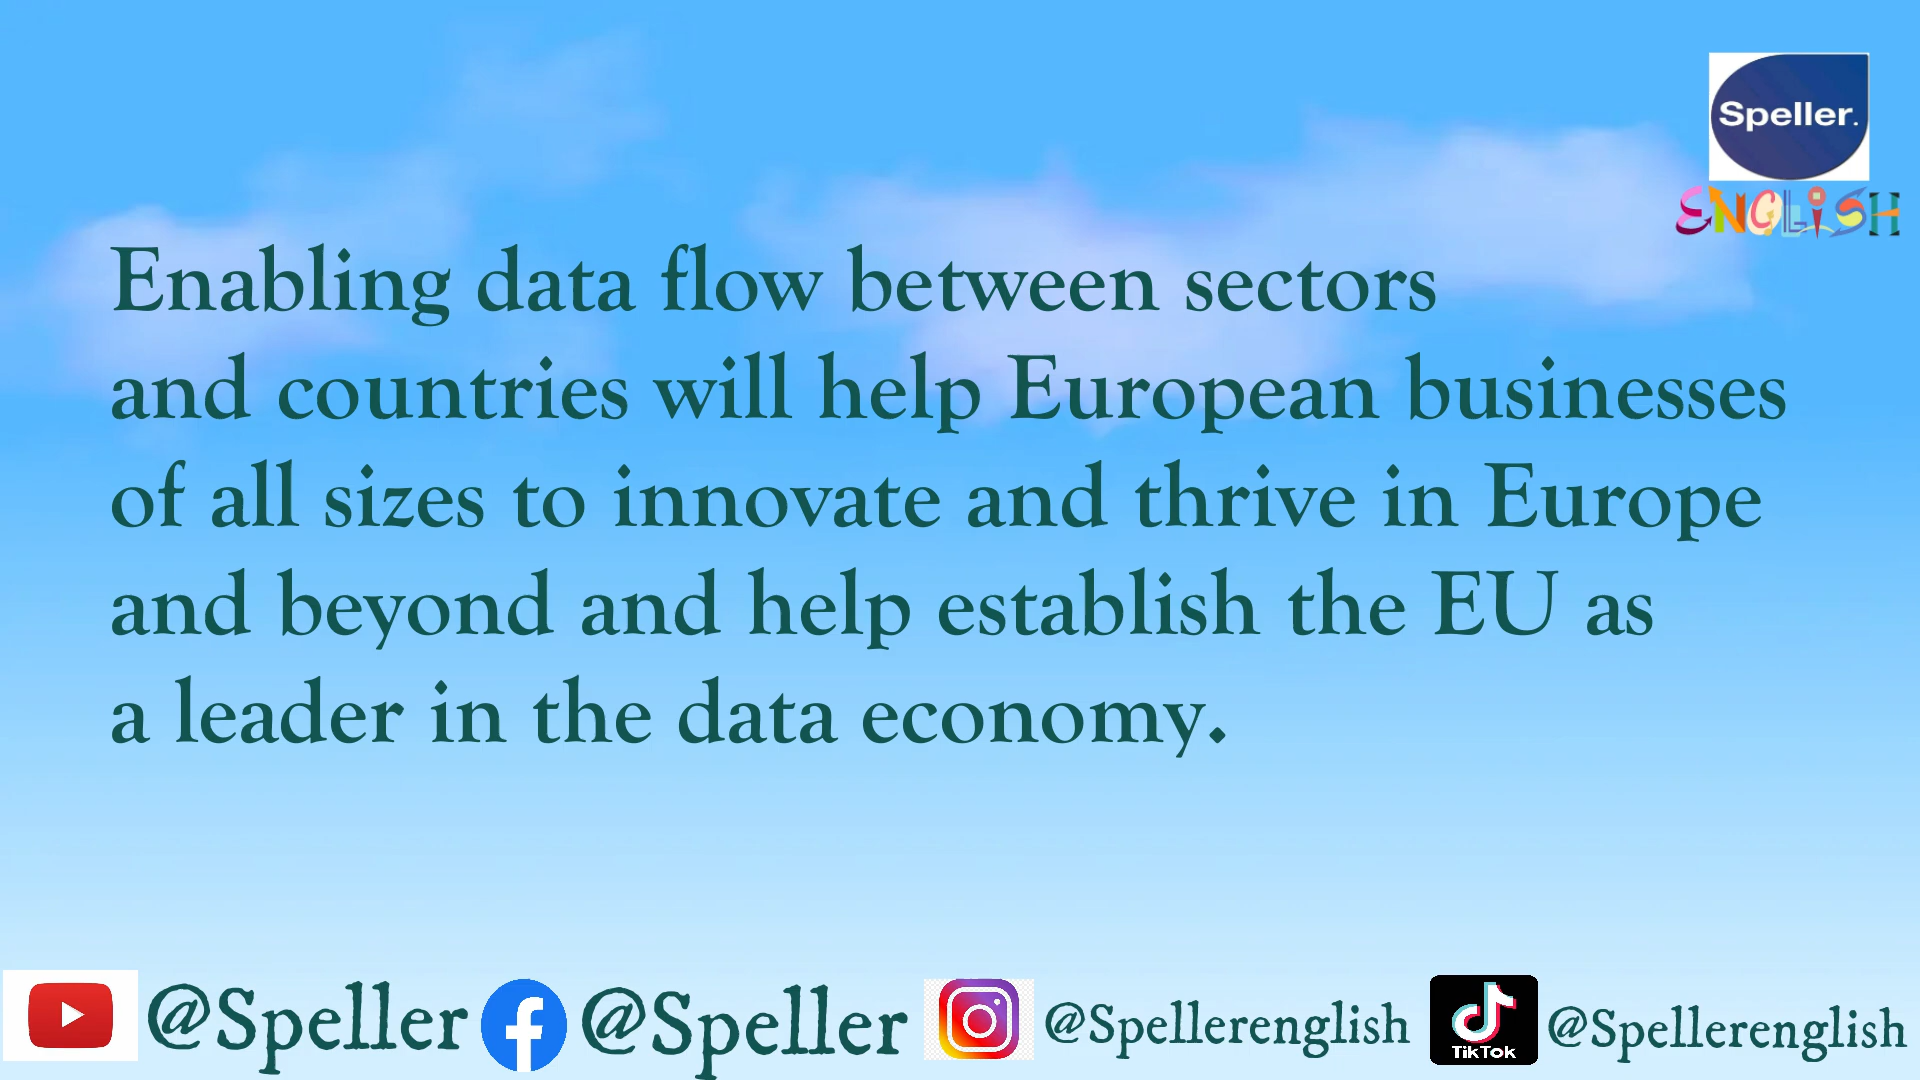 Speller.
ENGLISH
Enabling data flow between sectors
and countries will help European businesses
of all sizes to innovate and thrive in Europe
and beyond and help establish the EU as
a leader in the data economy.
@Speller @Speller @Spellerenglish TikTok @Spellerenglish